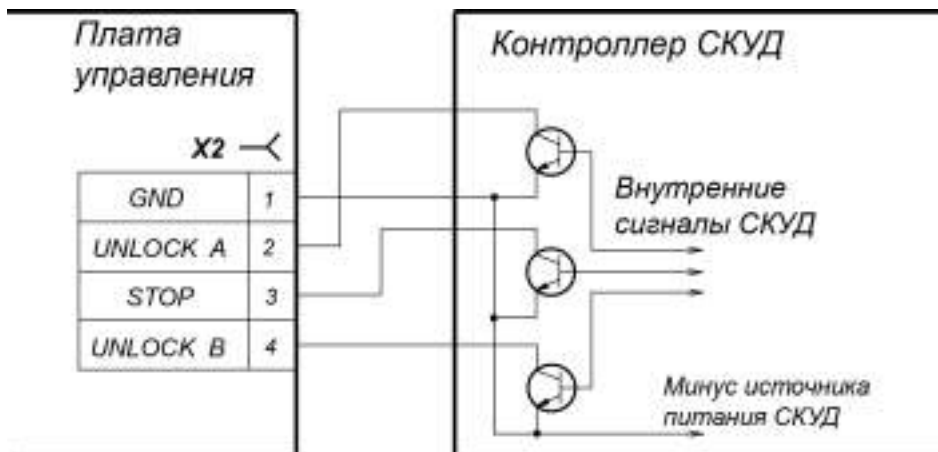 Плата
управления
Контроллер СКУД
X2
GND 1
UNLOCK A 2
STOP 3
UNLOCK B 4
Внутренние
сигналы СКУД
Минус источника
питания СКУД